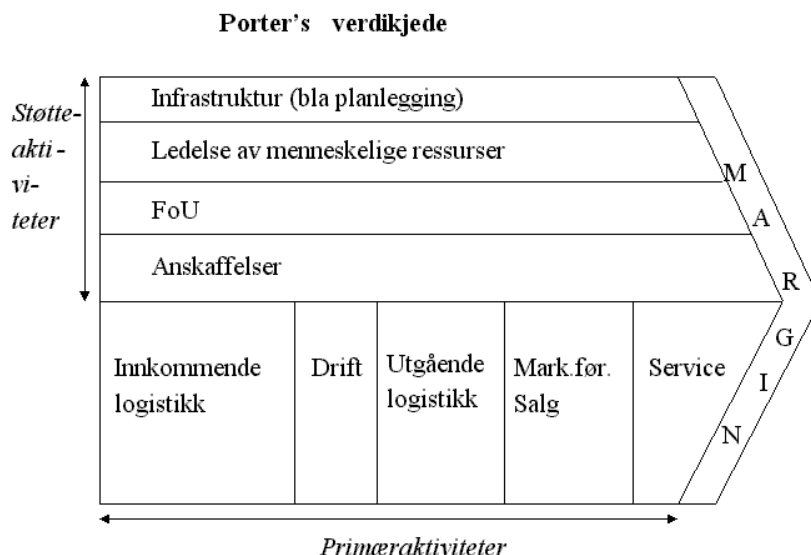 Porter's verdikjede
Støtte-
akti -
vi-
teter
Infrastruktur (bla planlegging)
Ledelse av menneskelige ressurser
FoU
Anskaffelser
M
A
R
G
I
N
Innkommende
logistikk
Drift
Utgående
logistikk
Mark.før.
Salg
Service
Primæraktiviteter